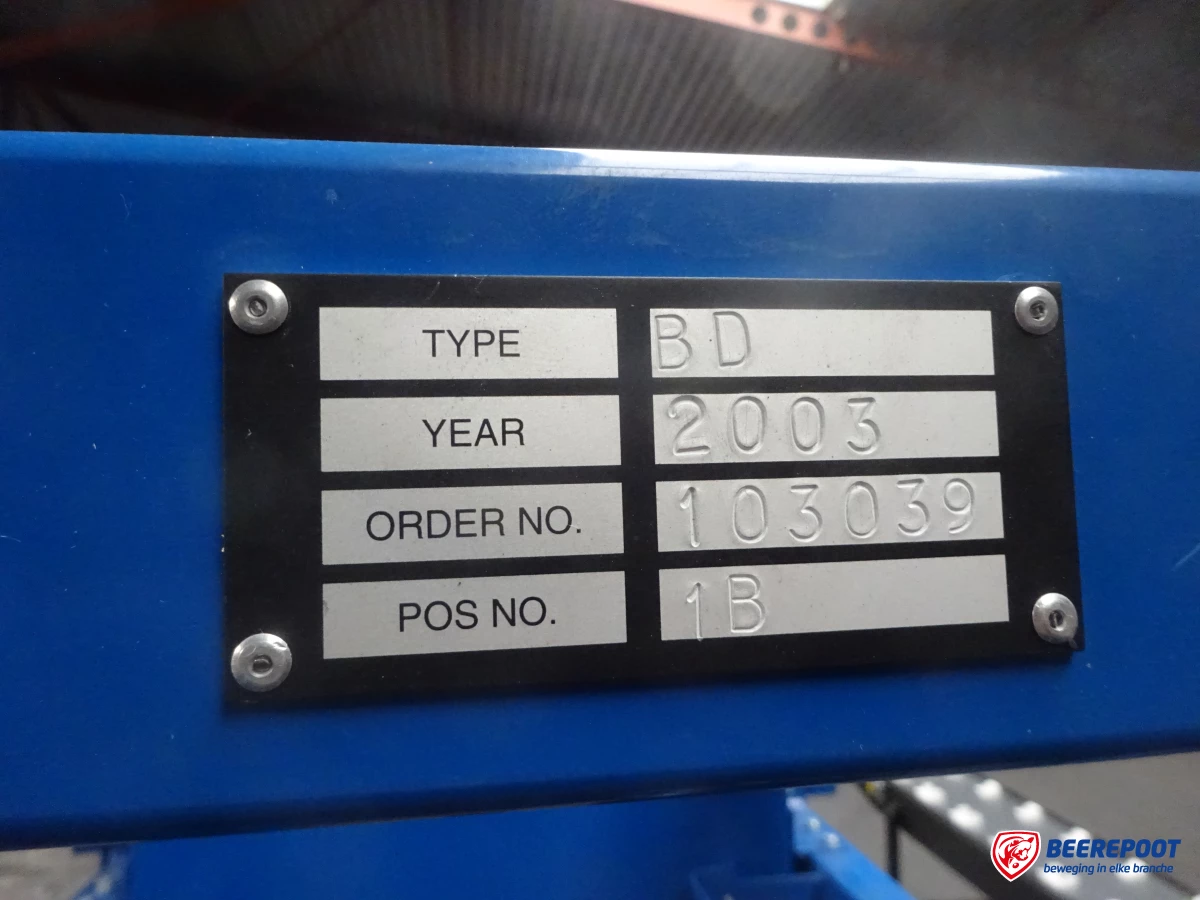 TYPE BD
YEAR 2003
ORDER NO. 103039
POS NO. 1B
BEEREPOOT
beweging in elke branche